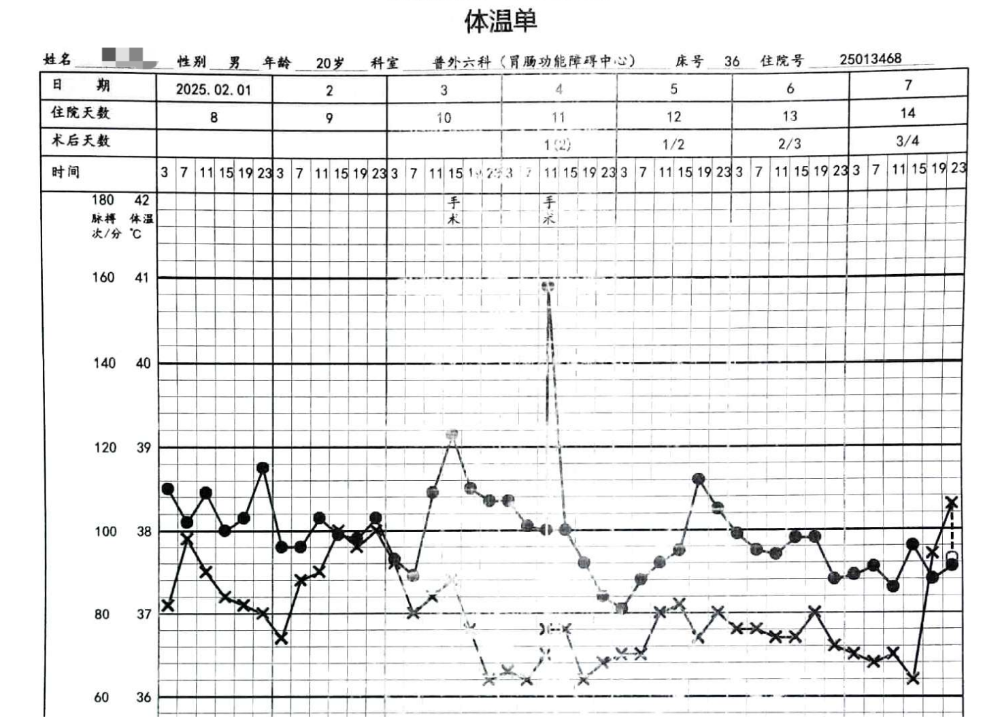 体温单
姓名 性别 男 年龄 20岁 科室 普外六科（胃肠功能障碍中心） 床号 36 住院号 25013468
日 期 2025.02.01 2 3 4 5 6 7
住院天数 8 9 10 11 12 13 14
术后天数 1(2) 1/2 2/3 3/4
时间 3 7 11 15 19 23 3 7 11 15 19 23 3 7 11 15 19 23 3 7 11 15 19 23 3 7 11 15 19 23 3 7 11 15 19 23 3 7 11 15 19 23
180 42 手 手
脉搏 体温 术 术
次/分 ℃
160 41
140 40
120 39
100 38
80 37
60 36